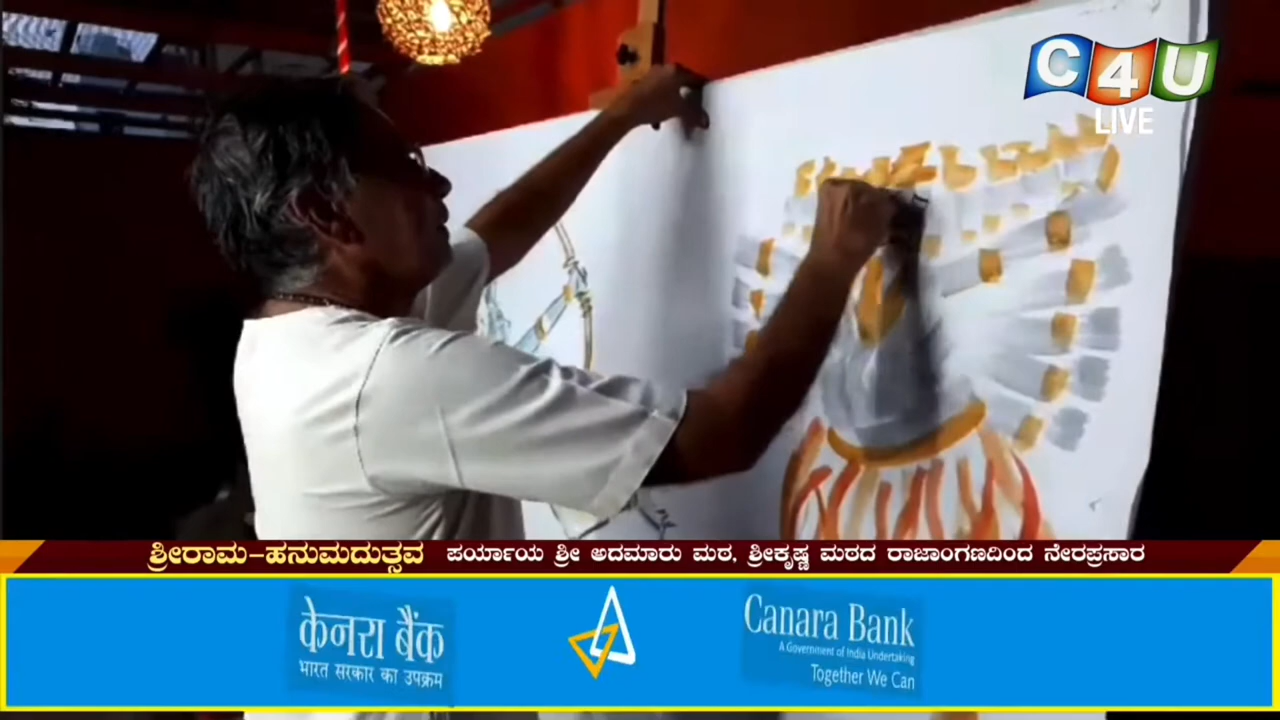 C4U
LIVE
ಶ್ರೀರಾಮ-ಹನುಮದುತ್ಸವ ಪರ್ಯಾಯ ಶ್ರೀ ಅದಮಾರು ಮಠ, ಶ್ರೀಕೃಷ್ಣ ಮಠದ ರಾಜಾಂಗಣದಿಂದ ನೇರಪ್ರಸಾರ
केनरा बैंक
भारत सरकार का उपक्रम
Canara Bank
A Government of India Undertaking
Together We Can